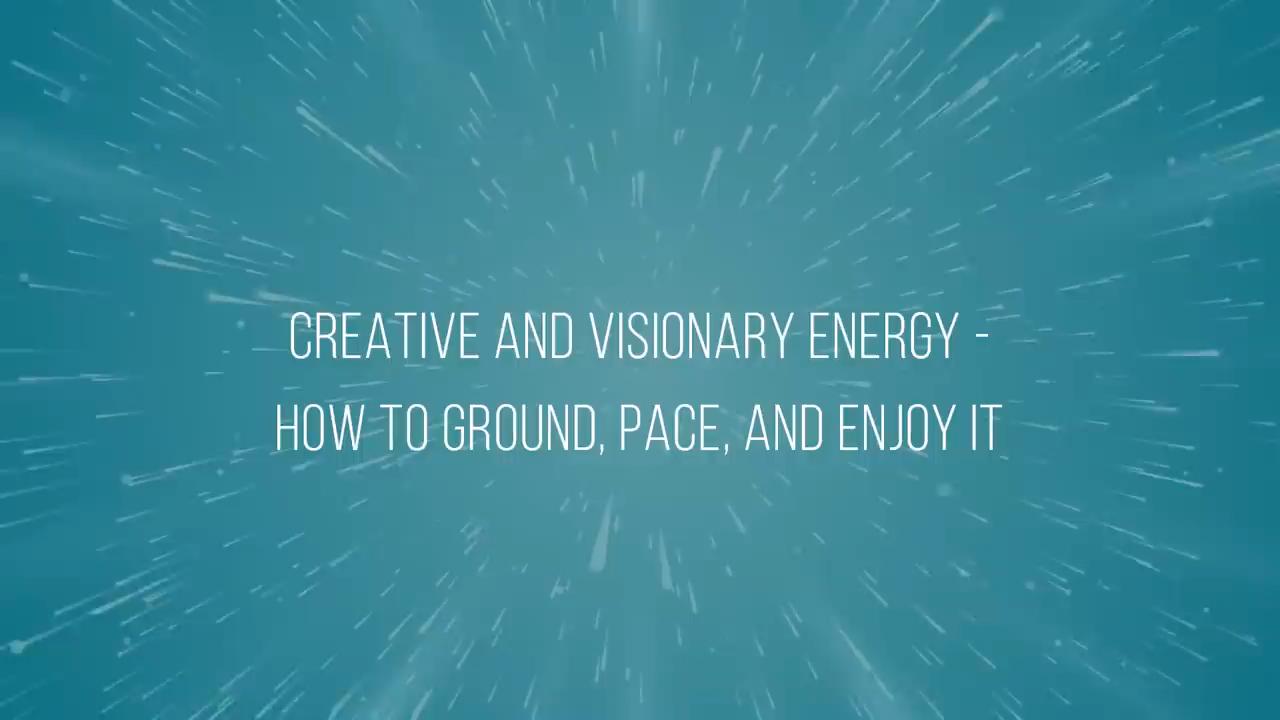 CREATIVE AND VISIONARY ENERGY -
HOW TO GROUND, PACE, AND ENJOY IT